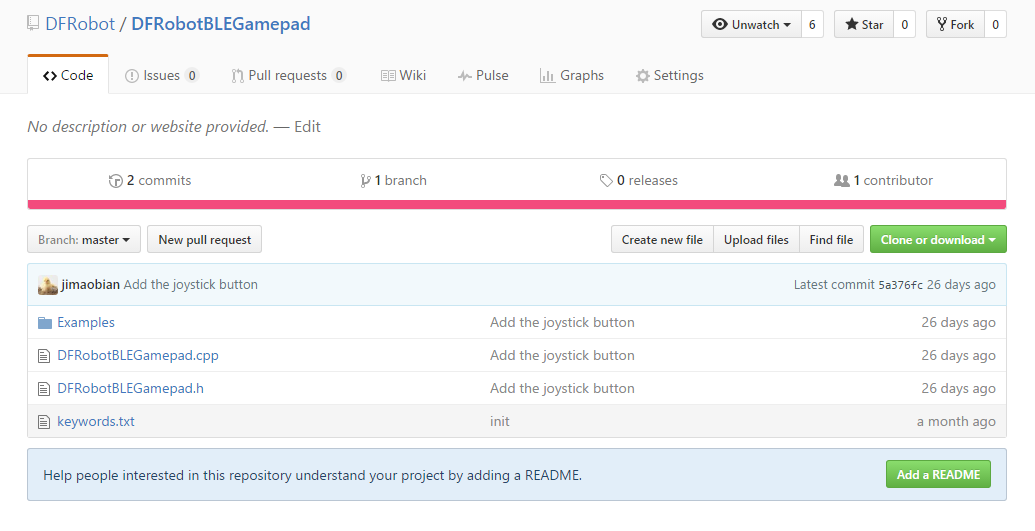 DFRobot / DFRobotBLEGamepad
Unwatch 6 Star 0 Fork 0
Code Issues 0 Pull requests 0 Wiki Pulse Graphs Settings
No description or website provided. — Edit
2 commits 1 branch 0 releases 1 contributor
Branch: master New pull request Create new file Upload files Find file Clone or download
jimaobian Add the joystick button Latest commit 5a376fc 26 days ago
Examples Add the joystick button 26 days ago
DFRobotBLEGamepad.cpp Add the joystick button 26 days ago
DFRobotBLEGamepad.h Add the joystick button 26 days ago
keywords.txt init a month ago
Help people interested in this repository understand your project by adding a README. Add a README